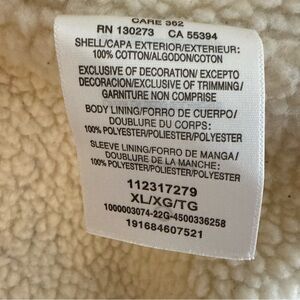 CARE 362
RN 130273 CA 55394
SHELL/CAPA EXTERIOR/EXTERIEUR:
100% COTTON/ALGODON/COTON
EXCLUSIVE OF DECORATION/ EXCEPTO
DECORACION/EXCLUSIVE OF TRIMMING/
GARNITURE NON COMPRISE
BODY LINING/FORRO DE CUERPO/
DOUBLURE DU CORPS:
100% POLYESTER/POLIESTER/POLYESTER
SLEEVE LINING/FORRO DE MANGA/
DOUBLURE DE LA MANCHE:
100% POLYESTER/POLIESTER/POLYESTER
112317279
XL/XG/TG
1000003074-22G-4500336258
191684607521